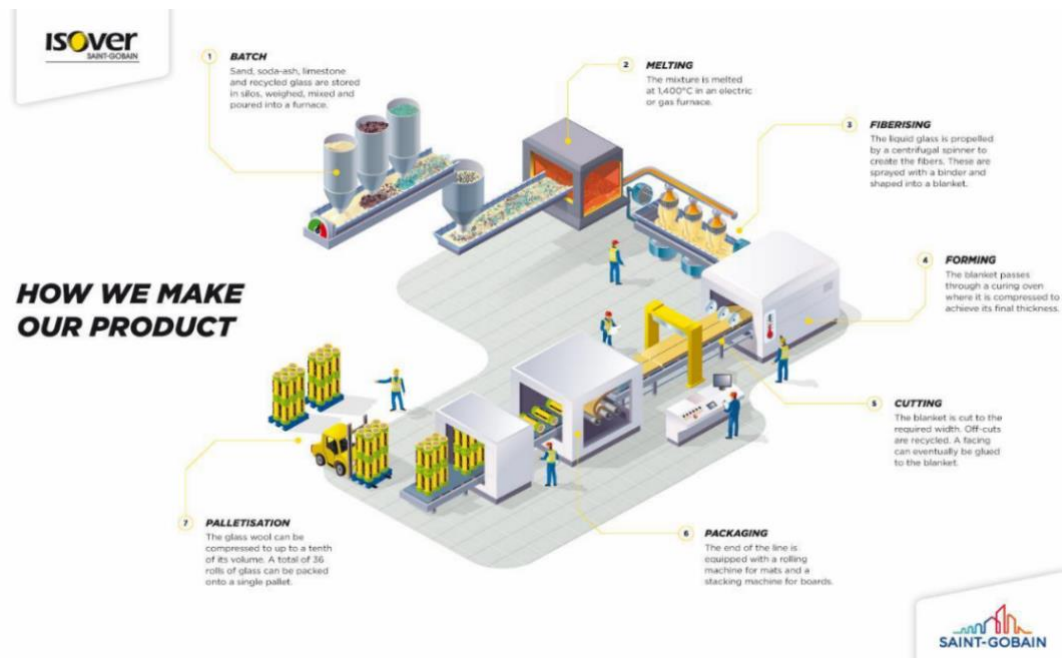 ISOVER
SAINT-GOBAIN
1
BATCH
Sand, soda-ash, limestone
and recycled glass are stored
in silos, weighed, mixed and
poured into a furnace.
2
MELTING
The mixture is melted
at 1,400°C in an electric
or gas furnace.
3
FIBERISING
The liquid glass is propelled
by a centrifugal spinner to
create the fibers. These are
sprayed with a binder and
shaped into a blanket.
4
FORMING
The blanket passes
through a curing oven
where it is compressed to
achieve its final thickness.
HOW WE MAKE
OUR PRODUCT
5
CUTTING
The blanket is cut to the
required width. Off-cuts
are recycled. A facing
can eventually be glued
to the blanket.
6
PACKAGING
The end of the line is
equipped with a rolling
machine for mats and a
stacking machine for boards.
7
PALLETISATION
The glass wool can be
compressed to up to a tenth
of its volume. A total of 36
rolls of glass can be packed
onto a single pallet.
SAINT-GOBAIN